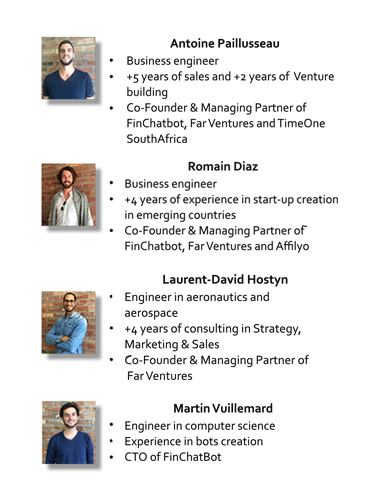 Antoine Paillusseau
• Business engineer
• +5 years of sales and +2 years of Venture
building
• Co-Founder & Managing Partner of
FinChatbot, Far Ventures and TimeOne
SouthAfrica
Romain Diaz
• Business engineer
• +4 years of experience in start-up creation
in emerging countries
• Co-Founder & Managing Partner of
FinChatbot, Far Ventures and Affilyo
Laurent-David Hostyn
• Engineer in aeronautics and
aerospace
• +4 years of consulting in Strategy,
Marketing & Sales
• Co-Founder & Managing Partner of
Far Ventures
Martin Vuillemard
• Engineer in computer science
• Experience in bots creation
• CTO of FinChatBot